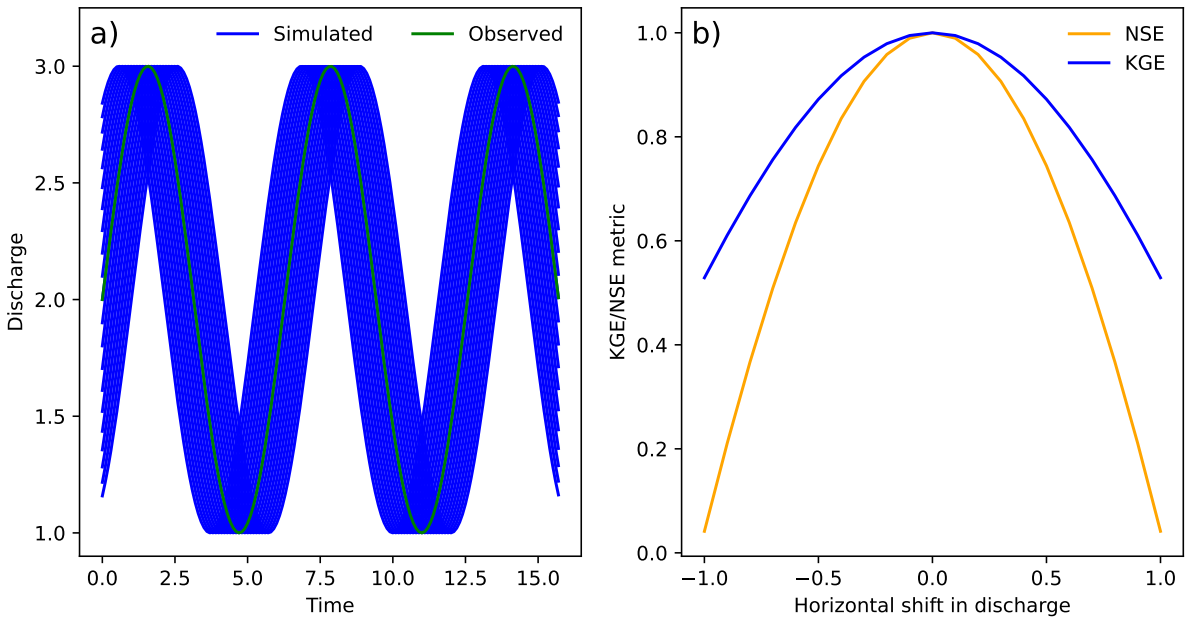 a)
Simulated
Observed
3.0
2.5
2.0
1.5
1.0
Discharge
0.0
2.5
5.0
7.5
10.0
12.5
15.0
Time
b)
NSE
KGE
1.0
0.8
0.6
0.4
0.2
0.0
KGE/NSE metric
−1.0
−0.5
0.0
0.5
1.0
Horizontal shift in discharge